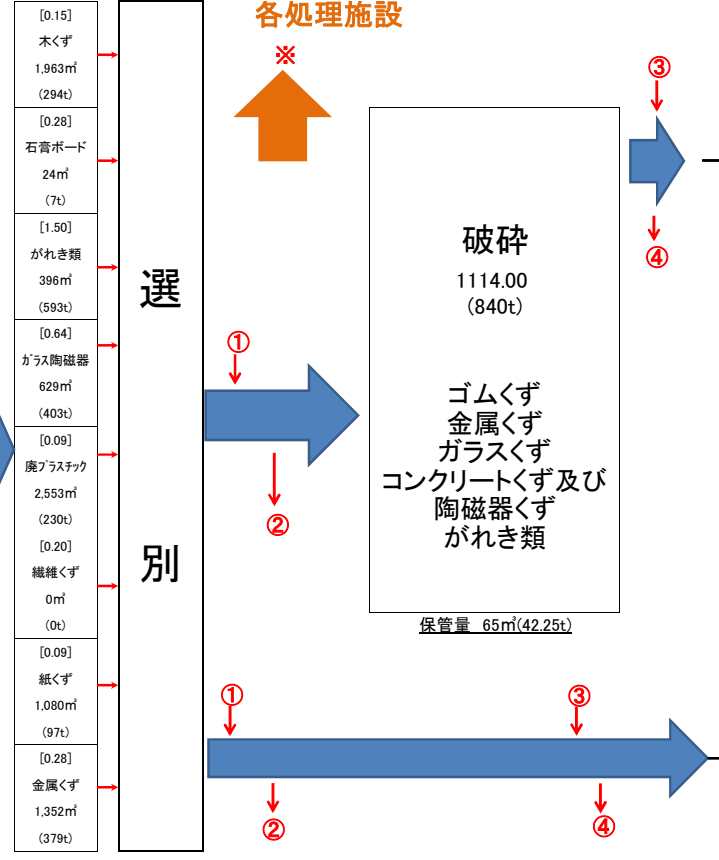 各処理施設
※
[0.15]
木くず
1,963㎥
(294t)
[0.28]
石膏ボード
24㎥
(7t)
[1.50]
がれき類
396㎥
(593t)
[0.64]
ガラス陶磁器
629㎥
(403t)
[0.09]
廃プラスチック
2,553㎥
(230t)
[0.20]
繊維くず
0㎥
(0t)
[0.09]
紙くず
1,080㎥
(97t)
[0.28]
金属くず
1,352㎥
(379t)
選
別
①
②
破砕
1114.00
(840t)
ゴムくず
金属くず
ガラスくず
コンクリートくず及び
陶磁器くず
がれき類
保管量 65㎥(42.25t)
③
④
①
②
③
④